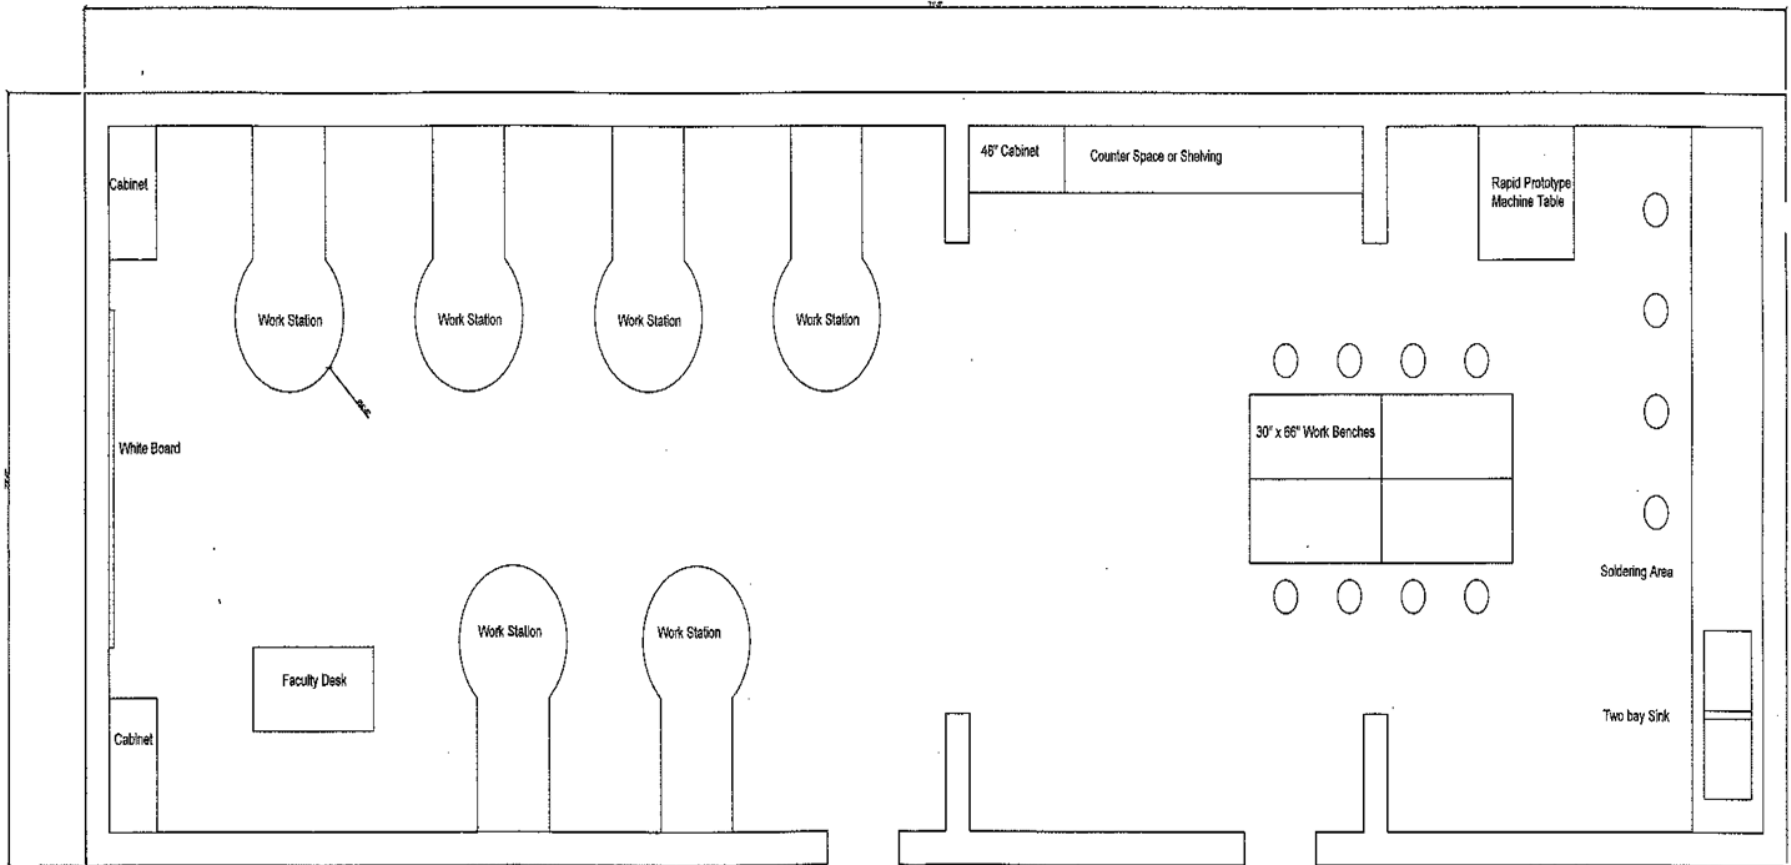 Cabinet
46" Cabinet
Counter Space or Shelving
Rapid Prototype
Machine Table
Work Station
Work Station
Work Station
Work Station
White Board
30" x 66" Work Benches
Soldering Area
Work Station
Work Station
Faculty Desk
Two bay Sink
Cabinet